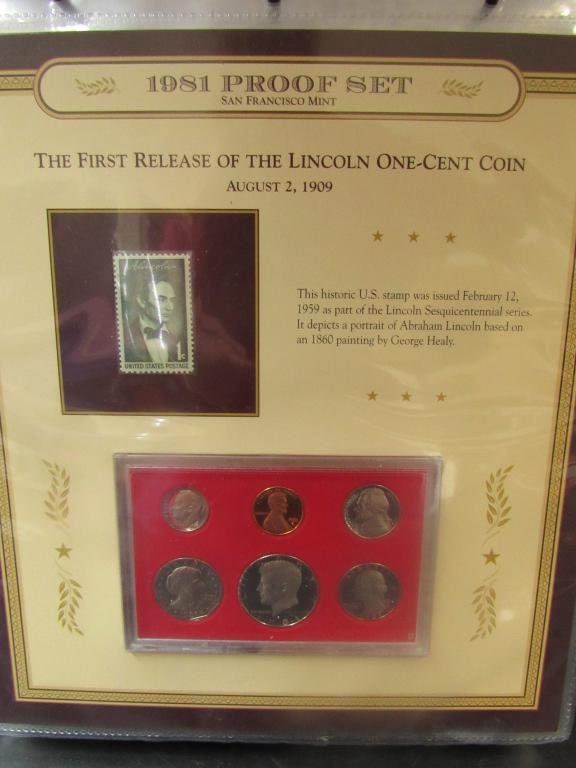 1981 PROOF SET
SAN FRANCISCO MINT
THE FIRST RELEASE OF THE LINCOLN ONE-CENT COIN
AUGUST 2, 1909
A. Lincoln
1c
UNITED STATES POSTAGE
This historic U.S. stamp was issued February 12,
1959 as part of the Lincoln Sesquicentennial series.
It depicts a portrait of Abraham Lincoln based on
an 1860 painting by George Healy.